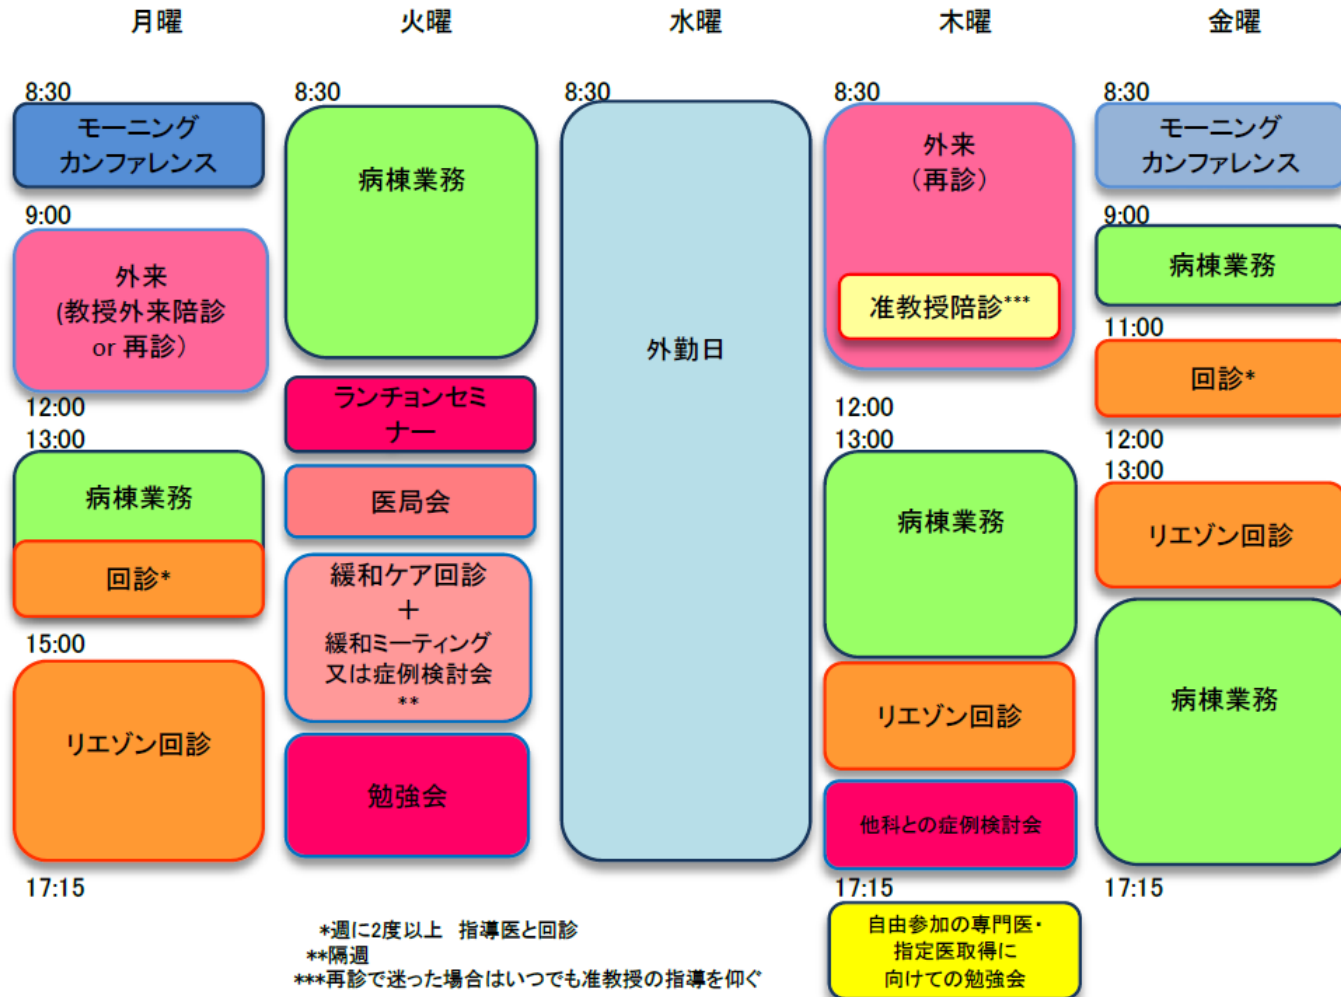 月曜
火曜
水曜
木曜
金曜
8:30
モーニング
カンファレンス
9:00
外来
(教授外来陪診
or 再診）
12:00
13:00
病棟業務
回診*
15:00
リエゾン回診
17:15
8:30
病棟業務
ランチョンセミ
ナー
医局会
緩和ケア回診
＋
緩和ミーティング
又は症例検討会
**
勉強会
8:30
外勤日
8:30
外来
（再診）
准教授陪診***
12:00
13:00
病棟業務
リエゾン回診
他科との症例検討会
17:15
自由参加の専門医・
指定医取得に
向けての勉強会
8:30
モーニング
カンファレンス
9:00
病棟業務
11:00
回診*
12:00
13:00
リエゾン回診
病棟業務
17:15
*週に2度以上　指導医と回診
**隔週
***再診で迷った場合はいつでも准教授の指導を仰ぐ